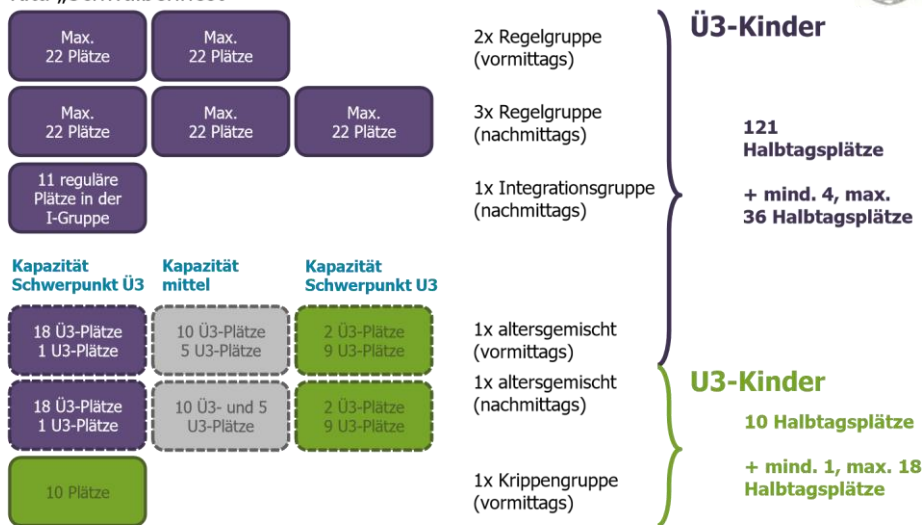 Max.
22 Plätze
Max.
22 Plätze
2x Regelgruppe
(vormittags)
Ü3-Kinder
Max.
22 Plätze
Max.
22 Plätze
Max.
22 Plätze
3x Regelgruppe
(nachmittags)
121
Halbtagsplätze
11 reguläre
Plätze in der
I-Gruppe
1x Integrationsgruppe
(nachmittags)
+ mind. 4, max.
36 Halbtagsplätze
Kapazität
Schwerpunkt Ü3
Kapazität
mittel
Kapazität
Schwerpunkt U3
18 Ü3-Plätze
1 U3-Plätze
10 Ü3-Plätze
5 U3-Plätze
2 Ü3-Plätze
9 U3-Plätze
1x altersgemischt
(vormittags)
18 Ü3-Plätze
1 U3-Plätze
10 Ü3- und 5
U3-Plätze
2 Ü3-Plätze
9 U3-Plätze
1x altersgemischt
(nachmittags)
U3-Kinder
10 Halbtagsplätze
10 Plätze
1x Krippengruppe
(vormittags)
+ mind. 1, max. 18
Halbtagsplätze